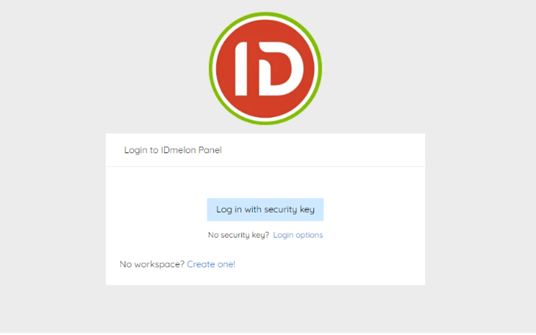 ID
Login to IDmelon Panel
Log in with security key
No security key? Login options
No workspace? Create one!